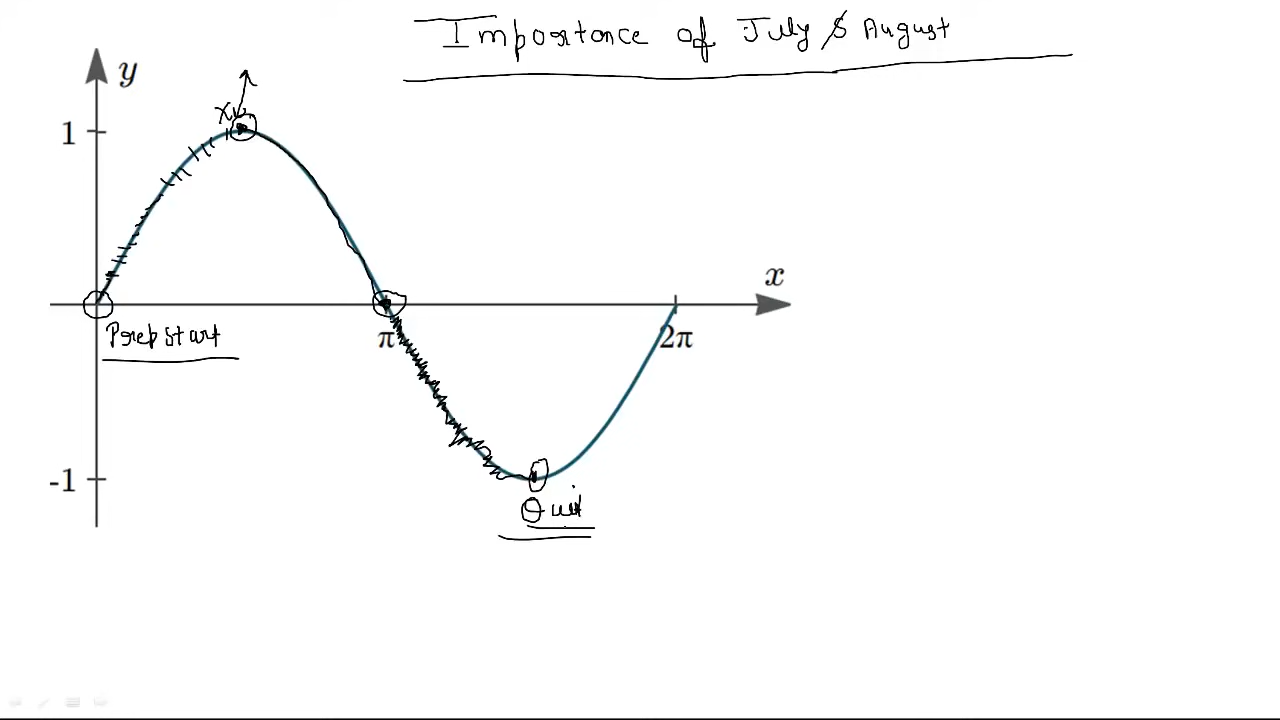 Importance of July & August
y
1
x
Prep start
π
2π
-1
Quit